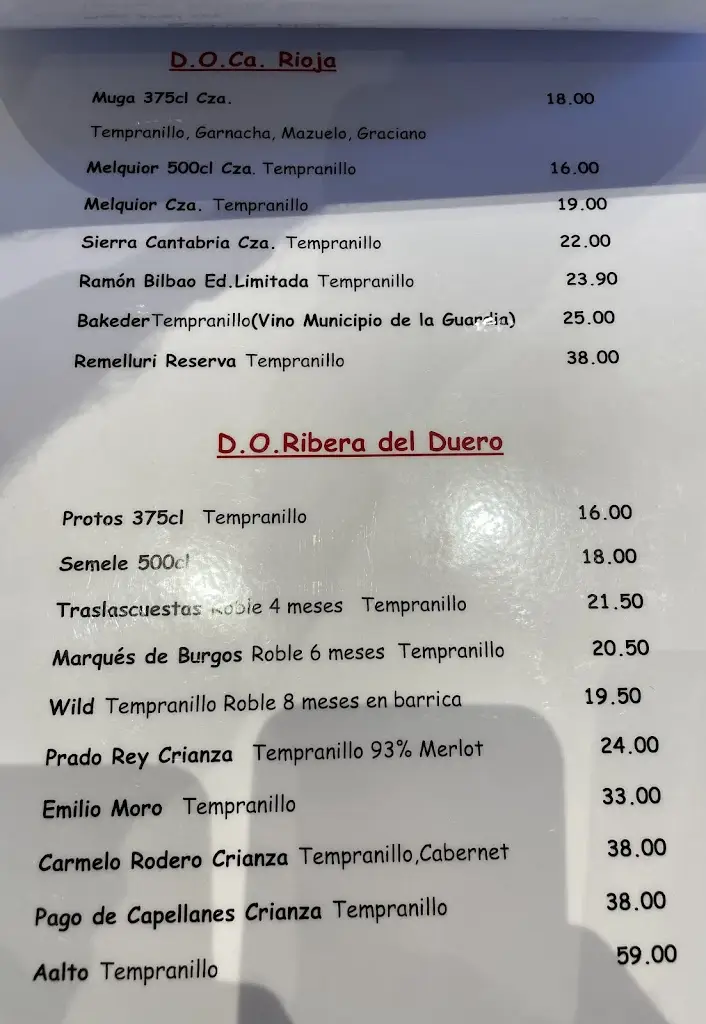 D.O.Ca. Rioja
Muga 375cl Cza. 18.00
Tempranillo, Garnacha, Mazuelo, Graciano
Melquior 500cl Cza. Tempranillo 16.00
Melquior Cza. Tempranillo 19.00
Sierra Cantabria Cza. Tempranillo 22.00
Ramón Bilbao Ed.Limitada Tempranillo 23.90
Bakeder Tempranillo(Vino Municipio de la Guardia) 25.00
Remelluri Reserva Tempranillo 38.00
D.O.Ribera del Duero
Protos 375cl Tempranillo 16.00
Semele 500cl 18.00
Traslascuestas Roble 4 meses Tempranillo 21.50
Marqués de Burgos Roble 6 meses Tempranillo 20.50
Wild Tempranillo Roble 8 meses en barrica 19.50
Prado Rey Crianza Tempranillo 93% Merlot 24.00
Emilio Moro Tempranillo 33.00
Carmelo Rodero Crianza Tempranillo,Cabernet 38.00
Pago de Capellanes Crianza Tempranillo 38.00
Aalto Tempranillo 59.00